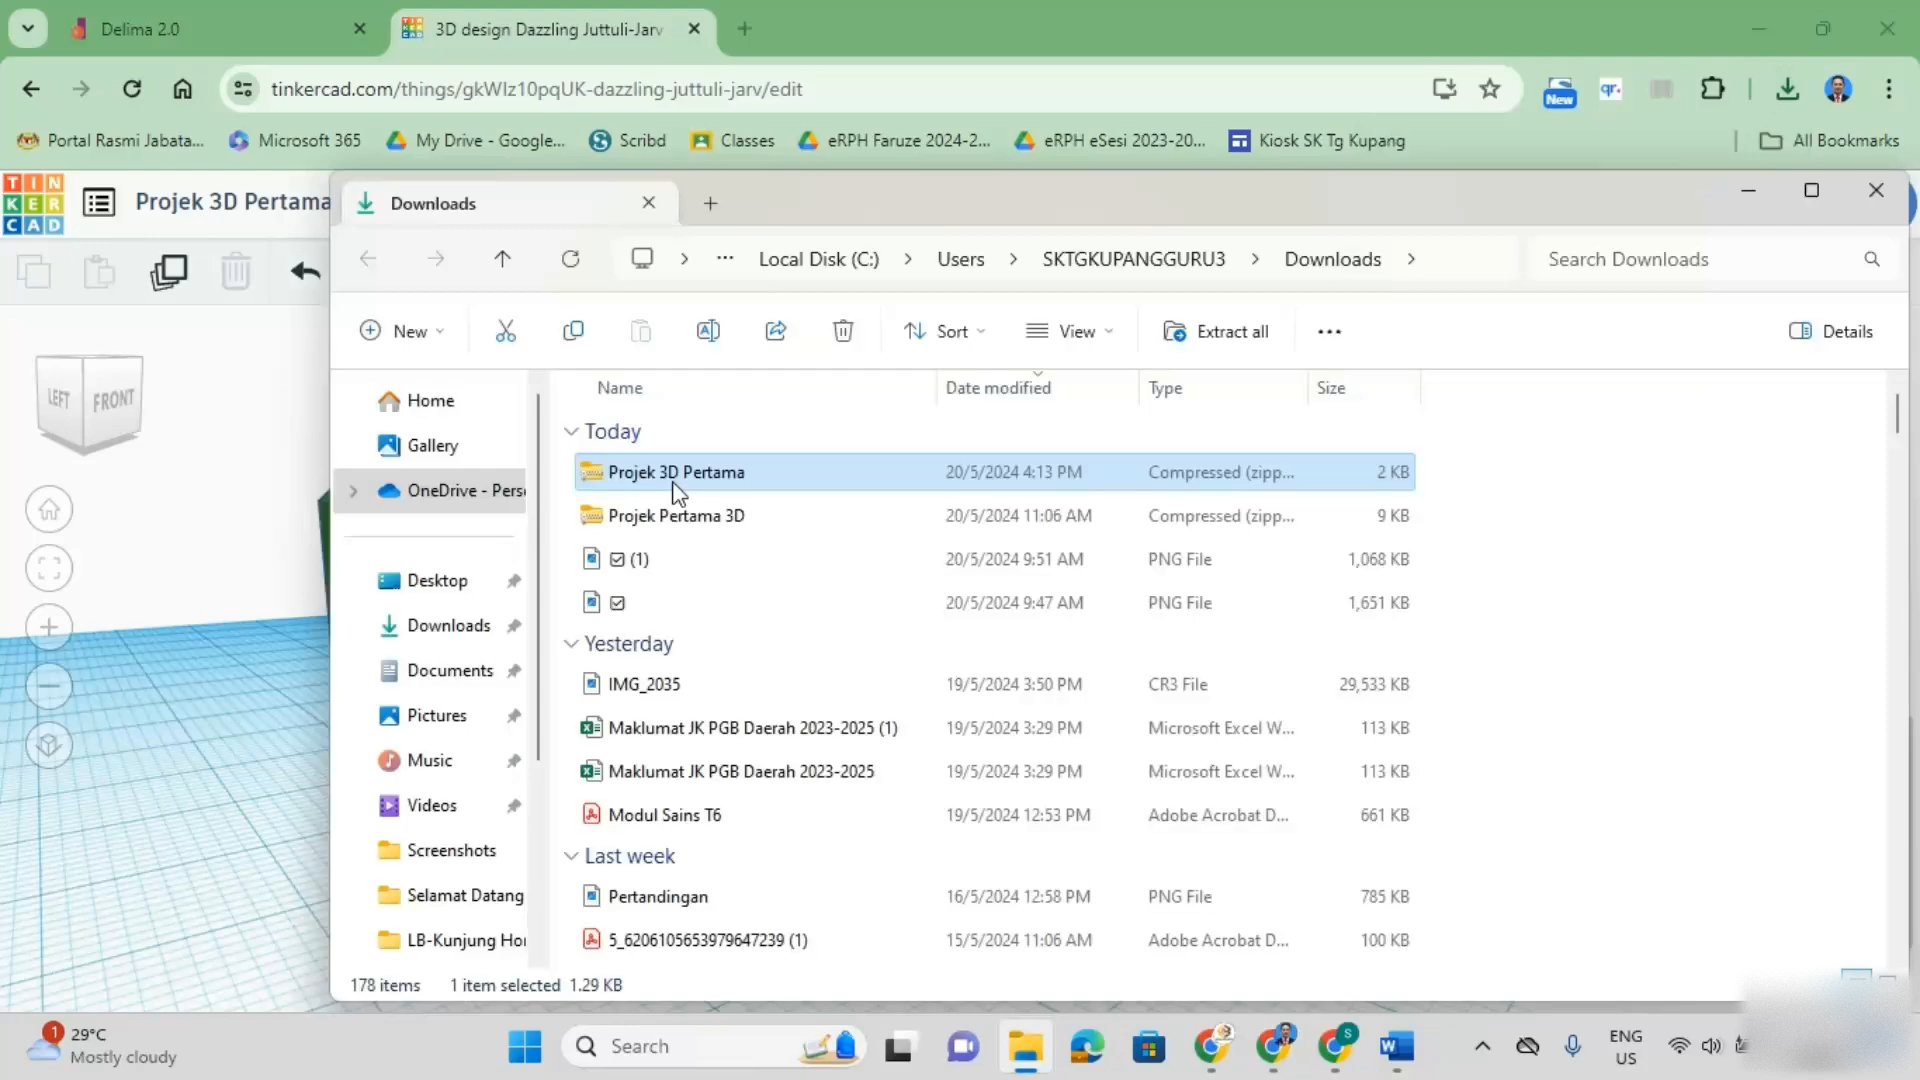 Delima 2.0
3D design Dazzling Juttuli-Jarv
tinkercad.com/things/gkWIz10pqUK-dazzling-juttuli-jarv/edit
New
qr.
Portal Rasmi Jabata...
Microsoft 365
My Drive - Google...
Scribd
Classes
eRPH Faruze 2024-2...
eRPH eSesi 2023-20...
Kiosk SK Tg Kupang
All Bookmarks
TIN
KER
CAD
Projek 3D Pertama
Downloads
Local Disk (C:)
Users
SKTGKUPANGGURU3
Downloads
Search Downloads
New
Sort
View
Extract all
Details
LEFT
FRONT
Home
Gallery
OneDrive - Perso
Desktop
Downloads
Documents
Pictures
Music
Videos
Screenshots
Selamat Datang
LB-Kunjung Hor
Name Date modified Type Size
Today
Projek 3D Pertama 20/5/2024 4:13 PM Compressed (zipp... 2 KB
Projek Pertama 3D 20/5/2024 11:06 AM Compressed (zipp... 9 KB
☑ (1) 20/5/2024 9:51 AM PNG File 1,068 KB
☑ 20/5/2024 9:47 AM PNG File 1,651 KB
Yesterday
IMG_2035 19/5/2024 3:50 PM CR3 File 29,533 KB
Maklumat JK PGB Daerah 2023-2025 (1) 19/5/2024 3:29 PM Microsoft Excel W... 113 KB
Maklumat JK PGB Daerah 2023-2025 19/5/2024 3:29 PM Microsoft Excel W... 113 KB
Modul Sains T6 19/5/2024 12:53 PM Adobe Acrobat D... 661 KB
Last week
Pertandingan 16/5/2024 12:58 PM PNG File 785 KB
5_6206105653979647239 (1) 15/5/2024 11:06 AM Adobe Acrobat D... 100 KB
178 items 1 item selected 1.29 KB
1
29°C
Mostly cloudy
Search
S
W
ENG
US